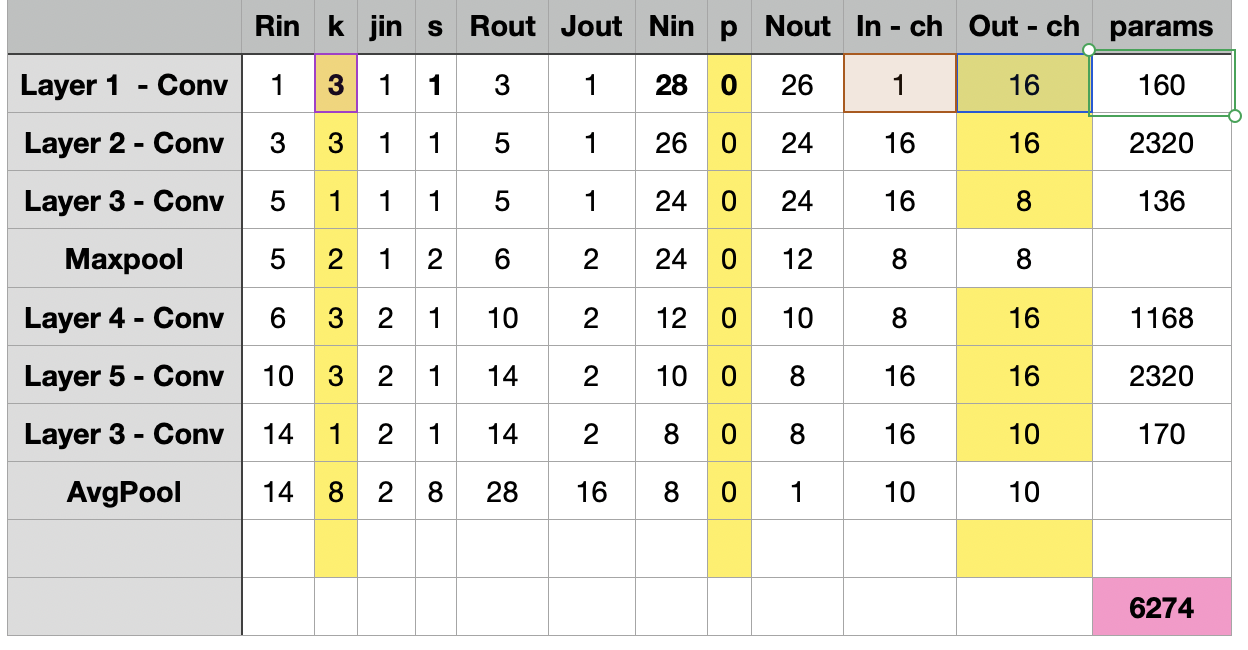 Rin k jin s Rout Jout Nin p Nout In - ch Out - ch params
Layer 1 - Conv 1 3 1 1 3 1 28 0 26 1 16 160
Layer 2 - Conv 3 3 1 1 5 1 26 0 24 16 16 2320
Layer 3 - Conv 5 1 1 1 5 1 24 0 24 16 8 136
Maxpool 5 2 1 2 6 2 24 0 12 8 8
Layer 4 - Conv 6 3 2 1 10 2 12 0 10 8 16 1168
Layer 5 - Conv 10 3 2 1 14 2 10 0 8 16 16 2320
Layer 3 - Conv 14 1 2 1 14 2 8 0 8 16 10 170
AvgPool 14 8 2 8 28 16 8 0 1 10 10
6274